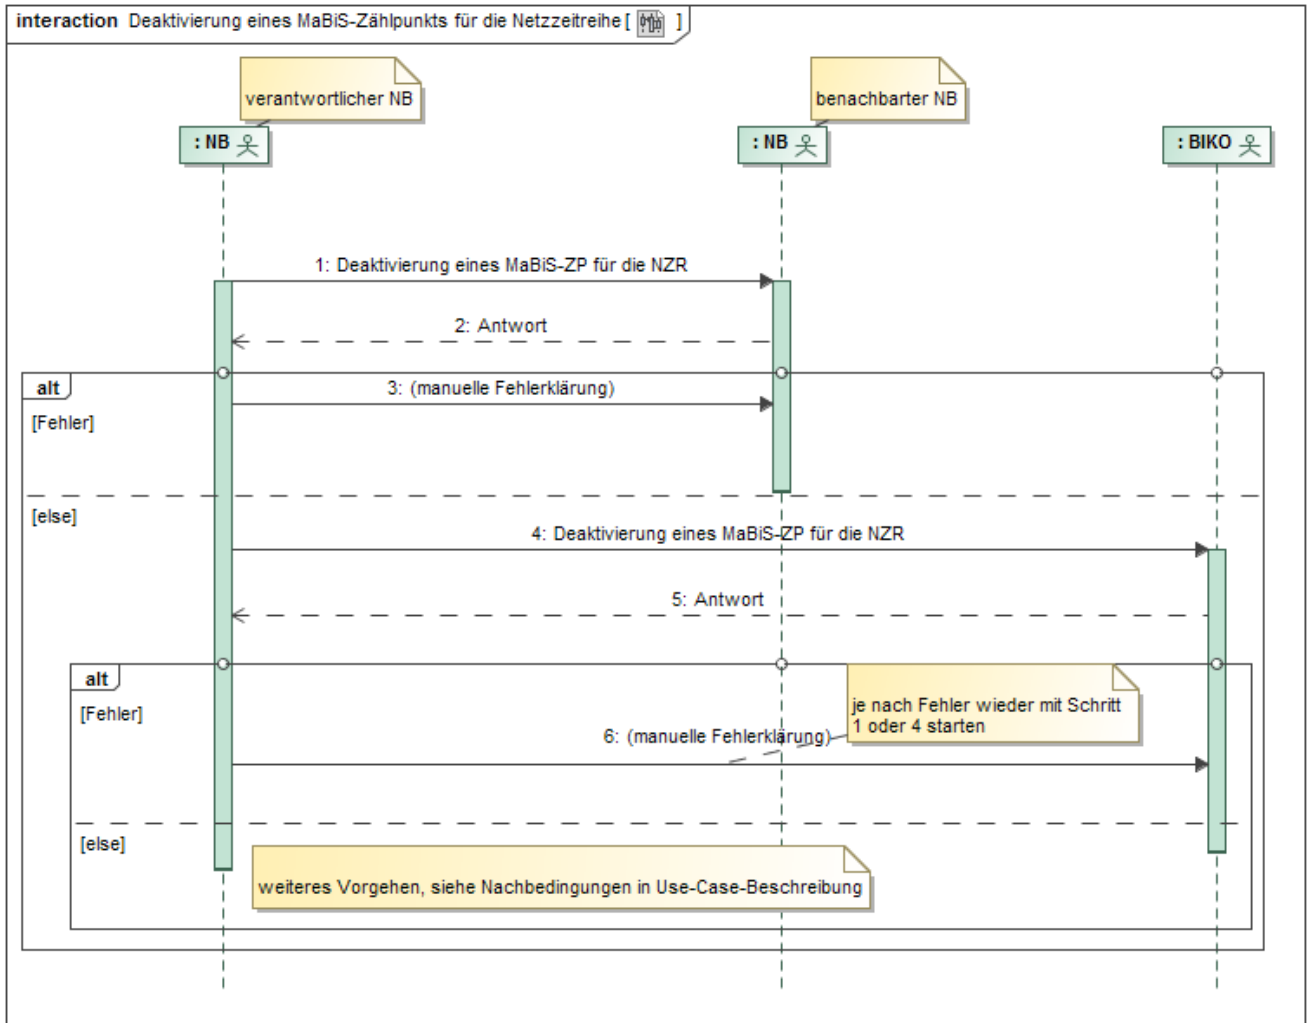 interaction Deaktivierung eines MaBiS-Zählpunkts für die Netzzeitreihe [ ]
verantwortlicher NB
benachbarter NB
: NB
: NB
: BIKO
1: Deaktivierung eines MaBiS-ZP für die NZR
2: Antwort
alt
3: (manuelle Fehlerklärung)
[Fehler]
[else]
4: Deaktivierung eines MaBiS-ZP für die NZR
5: Antwort
alt
[Fehler]
je nach Fehler wieder mit Schritt
1 oder 4 starten
6: (manuelle Fehlerklärung)
[else]
weiteres Vorgehen, siehe Nachbedingungen in Use-Case-Beschreibung